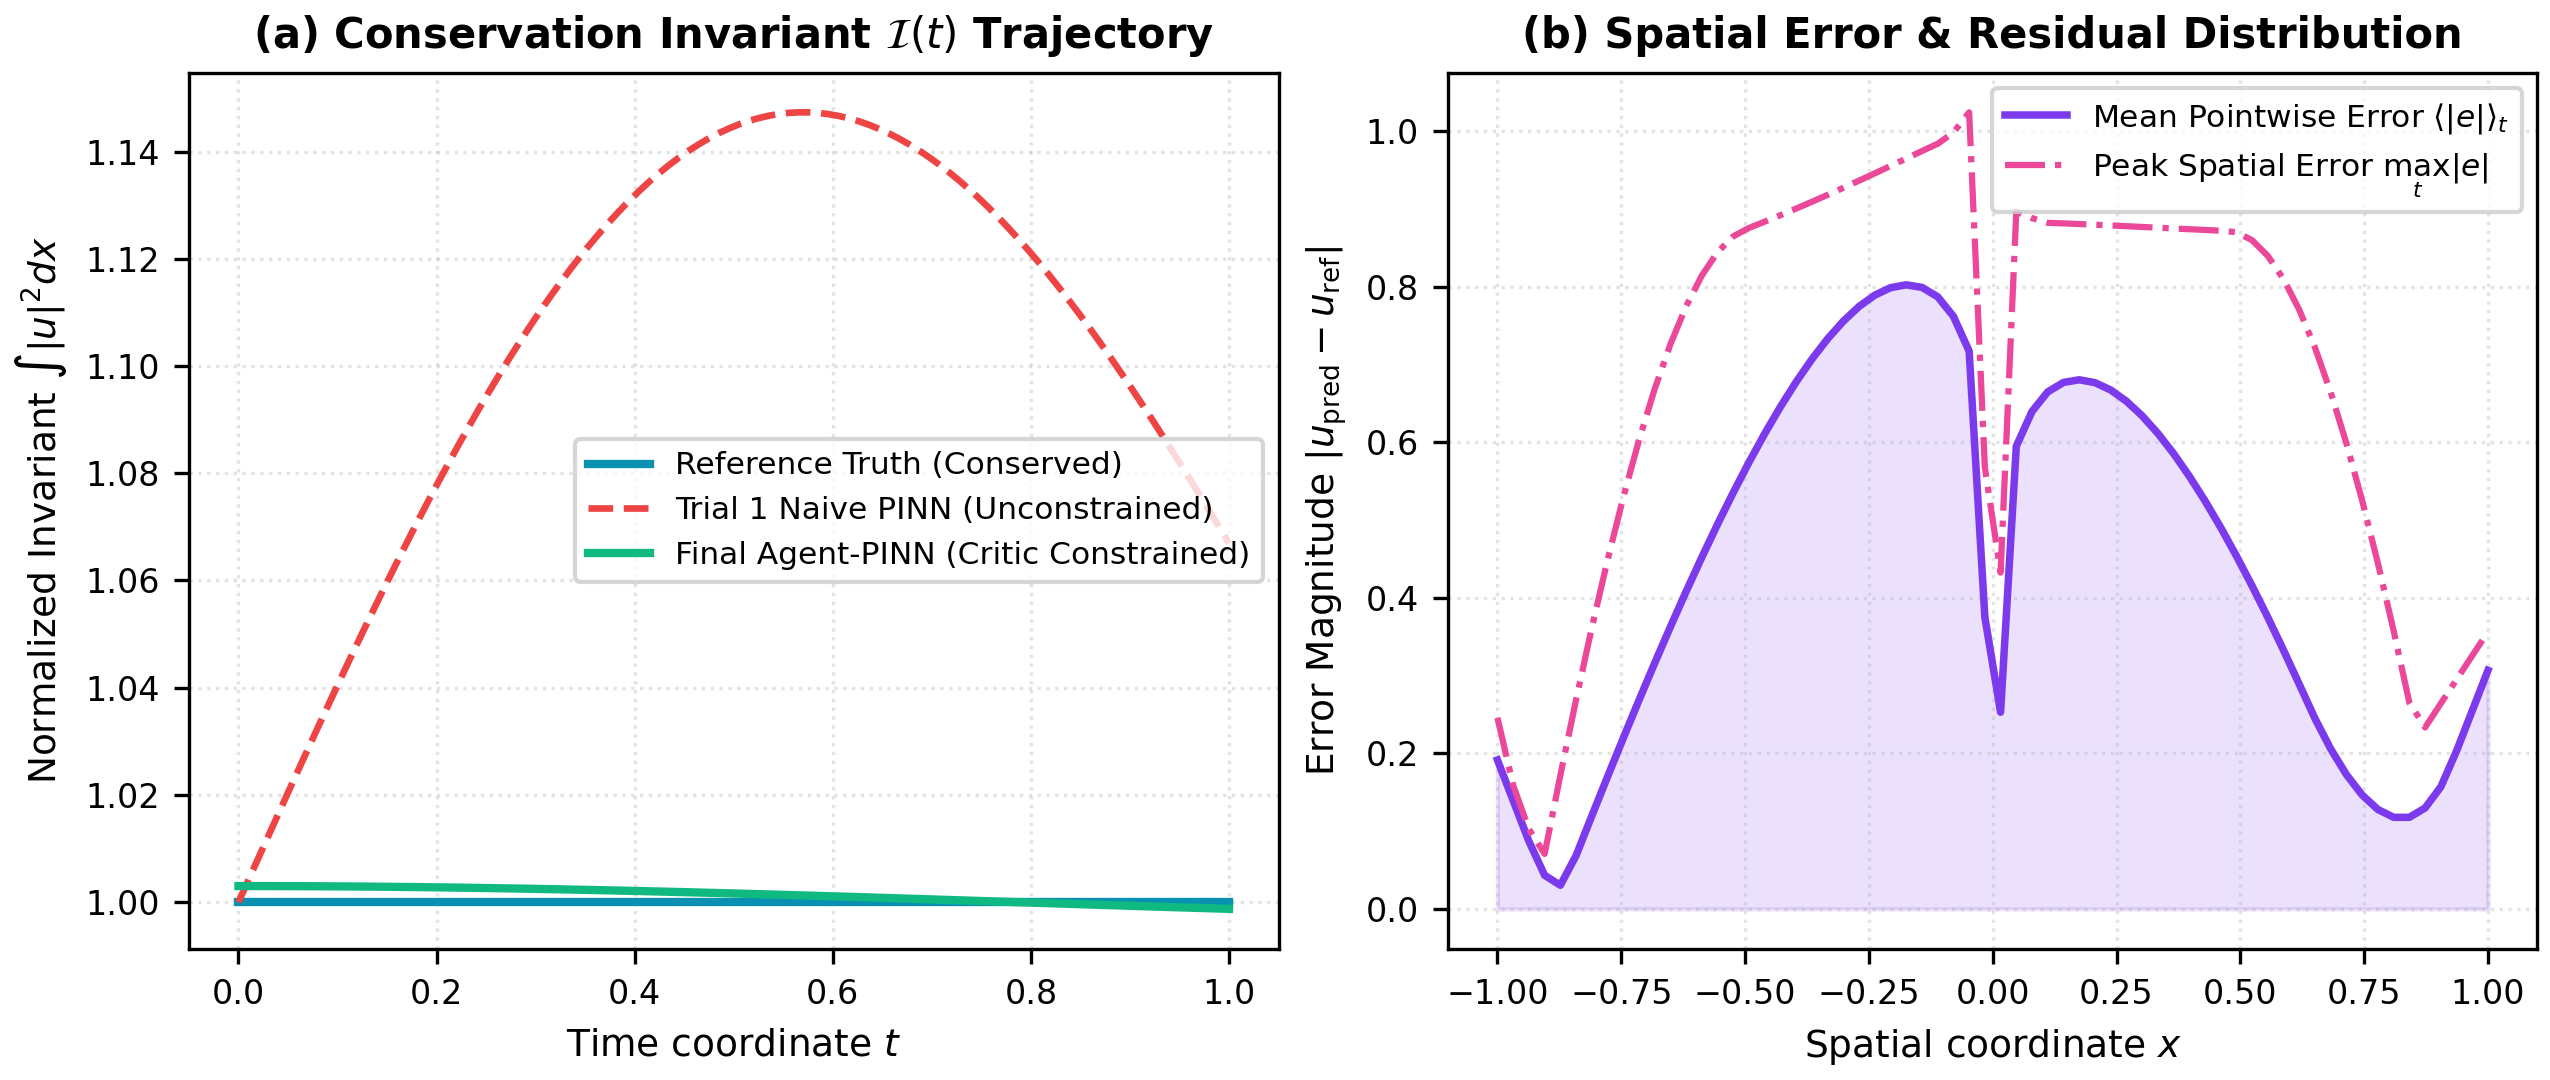 (a) Conservation Invariant ℐ(t) Trajectory
Normalized Invariant ∫|u|²dx
1.14
1.12
1.10
1.08
1.06
1.04
1.02
1.00
Reference Truth (Conserved)
Trial 1 Naive PINN (Unconstrained)
Final Agent-PINN (Critic Constrained)
0.0 0.2 0.4 0.6 0.8 1.0
Time coordinate t
(b) Spatial Error & Residual Distribution
Error Magnitude |u_pred − u_ref|
1.0
0.8
0.6
0.4
0.2
0.0
Mean Pointwise Error ⟨|e|⟩_t
Peak Spatial Error max|e|
t
−1.00 −0.75 −0.50 −0.25 0.00 0.25 0.50 0.75 1.00
Spatial coordinate x